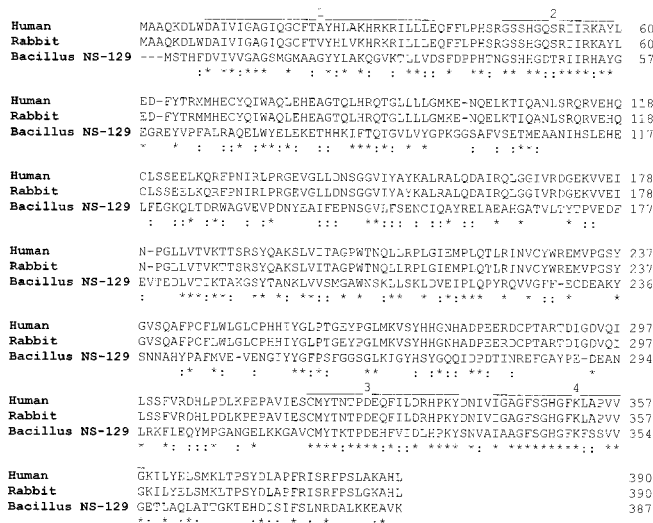 1 2
Human MAAQKDLWDAIVIGAGIQGCFTAYHLAKHRKRILLLEQFFLPHSRGSSHGQSRIIRKAYL 60
Rabbit MAAQKDLWDAIVIGAGIQGCFTAYHLAKHRKRILLLEQFFLPHSRGSSHGQSRIIRKAYL 60
Bacillus NS-129 ---MSTHFDVIVVGAGSMGMAAGYYLAKQGVKTLLVDSFDPPHTNGSHHGDTRIIRHAYG 57
Human ED-FYTRMMHECYQIWAQLEHEAGTQLHRQTGLLLLGMKE-NQELKTIQANLSRQRVEHQ 118
Rabbit ED-FYTRMMHECYQIWAQLEHEAGTQLHRQTGLLLLGMKE-NQELKTIQANLSRQRVEHQ 118
Bacillus NS-129 EGREYVPFALRAQELWYELEKETHHKIFTQTGVLVYGPKGGSAFVSETMEAANIHSLEHE 117
Human CLSSEELKQRFPNIRLPRGEVGLLDNSGGVIYAYKALRALQDAIRQLGGIVRDGEKVVEI 178
Rabbit CLSSEELKQRFPNIRLPRGEVGLLDNSGGVIYAYKALRALQDAIRQLGGIVRDGEKVVEI 178
Bacillus NS-129 LFEGKQLTDRWAGVEVPDNYEAIFEPNSGVLFSENCIQAYRELAEAHGATVLTYTPVEDF 177
Human N-PGLLVTVKTTSRSYQAKSLVITAGPWTNQLLRPLGIEMPLQTLRINVCYWREMVPGSY 237
Rabbit N-PGLLVTVKTTSRSYQAKSLVITAGPWTNQLLRPLGIEMPLQTLRINVCYWREMVPGSY 237
Bacillus NS-129 EVTEDLVTIKTAKGSYTANKLVVSMGAWNSKLLSKLDVEIPLQPYRQVVGFF-ECDEAKY 236
Human GVSQAFPCFLWLGLCPHHIYGLPTGEYPGLMKVSYHHGNHADPEERDCPTARTDIGDVQI 297
Rabbit GVSQAFPCFLWLGLCPHHIYGLPTGEYPGLMKVSYHHGNHADPEERDCPTARTDIGDVQI 297
Bacillus NS-129 SNNAHYPAFMVE-VENGIYYGFPSFGGSGLKIGYHSYGQQIDPDTINREFGAYPE-DEAN 294
3 4
Human LSSFVRDHLPDLKPEPAVIESCMYTNTPDEQFILDRHPKYDNIVIGAGFSGHGFKLAPVV 357
Rabbit LSSFVRDHLPDLKPEPAVIESCMYTNTPDEQFILDRHPKYDNIVIGAGFSGHGFKLAPVV 357
Bacillus NS-129 LRKFLEQYMPGANGELKKGAVCMYTKTPDEHFVIDLHPKYSNVAIAAGFSGHGFKFSSVV 354
Human GKILYELSMKLTPSYDLAPFRISRFPSLAKAHL 390
Rabbit GKILYELSMKLTPSYDLAPFRISRFPSLGKAHL 390
Bacillus NS-129 GETLAQLATTGKTEHDISIFSLNRDALKKEAVK 387